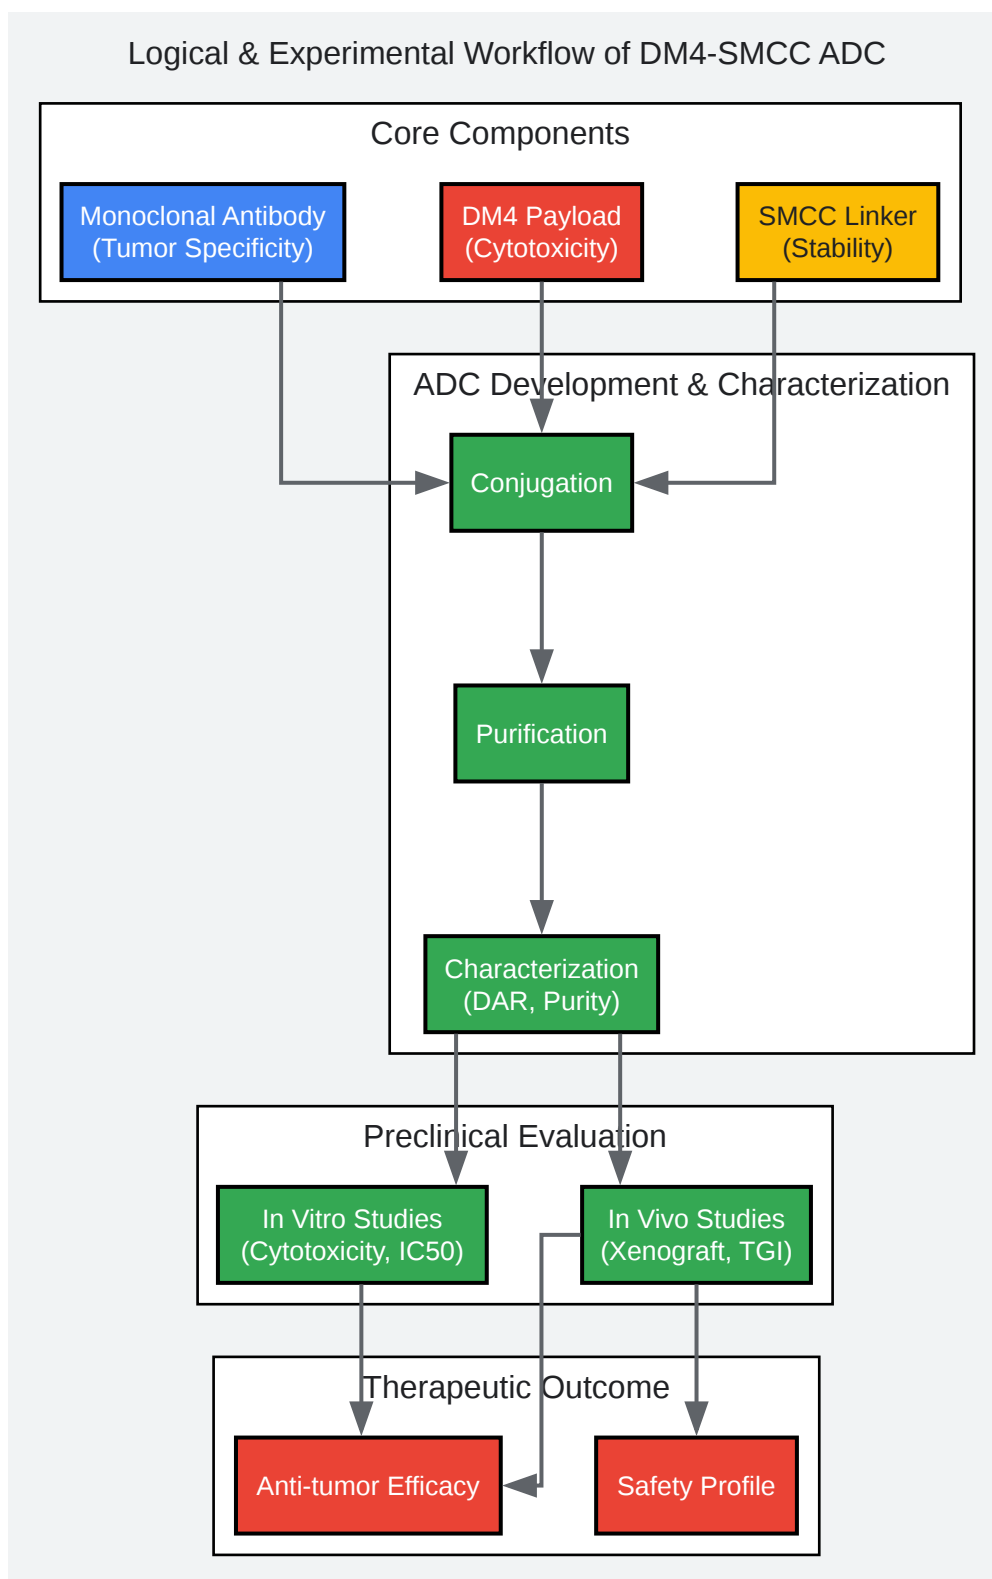 Logical & Experimental Workflow of DM4-SMCC ADC
Core Components
Monoclonal Antibody
(Tumor Specificity)
DM4 Payload
(Cytotoxicity)
SMCC Linker
(Stability)
ADC Development & Characterization
Conjugation
Purification
Characterization
(DAR, Purity)
Preclinical Evaluation
In Vitro Studies
(Cytotoxicity, IC50)
In Vivo Studies
(Xenograft, TGI)
Therapeutic Outcome
Anti-tumor Efficacy
Safety Profile